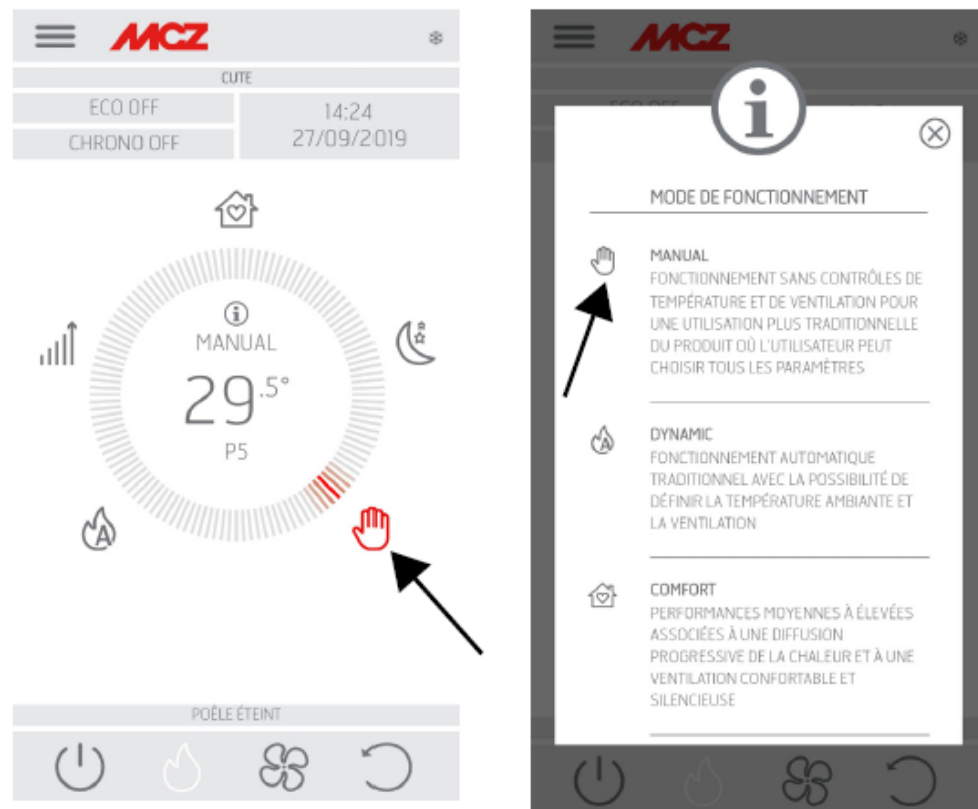 MCZ
CUTE
ECO OFF
14:24
CHRONO OFF
27/09/2019
MANUAL
29.5°
P5
A
POÊLE ÉTEINT
MCZ
i
MODE DE FONCTIONNEMENT
MANUAL
FONCTIONNEMENT SANS CONTRÔLES DE
TEMPÉRATURE ET DE VENTILATION POUR
UNE UTILISATION PLUS TRADITIONNELLE
DU PRODUIT OÙ L'UTILISATEUR PEUT
CHOISIR TOUS LES PARAMÈTRES
DYNAMIC
FONCTIONNEMENT AUTOMATIQUE
TRADITIONNEL AVEC LA POSSIBILITÉ DE
DÉFINIR LA TEMPÉRATURE AMBIANTE ET
LA VENTILATION
COMFORT
PERFORMANCES MOYENNES À ÉLEVÉES
ASSOCIÉES À UNE DIFFUSION
PROGRESSIVE DE LA CHALEUR ET À UNE
VENTILATION CONFORTABLE ET
SILENCIEUSE